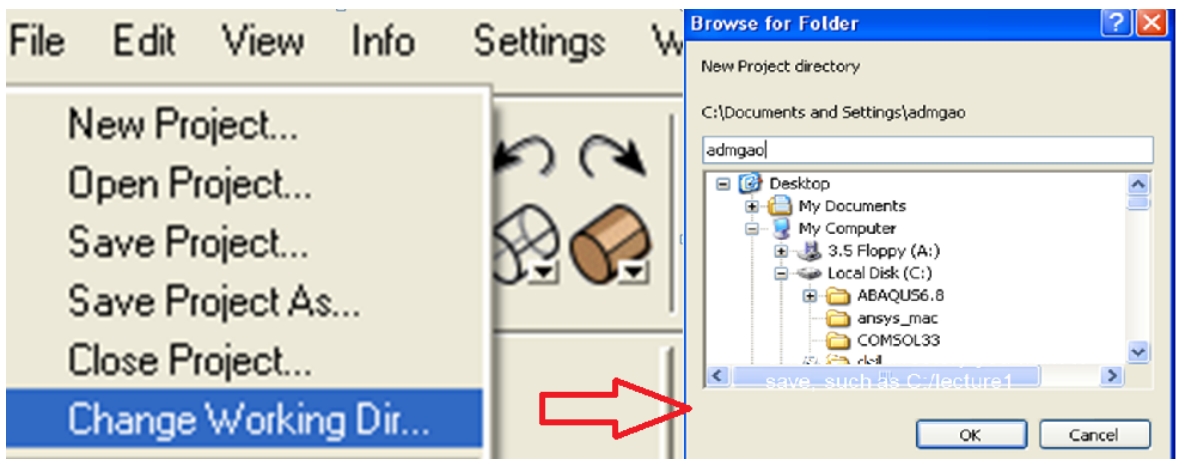 File Edit View Info Settings W
New Project...
Open Project...
Save Project...
Save Project As...
Close Project...
Change Working Dir...
Browse for Folder
New Project directory
C:\Documents and Settings\admgao
admgao
Desktop
My Documents
My Computer
3.5 Floppy (A:)
Local Disk (C:)
ABAQUS6.8
ansys_mac
COMSOL33
save, such as C:/lecture1
OK Cancel